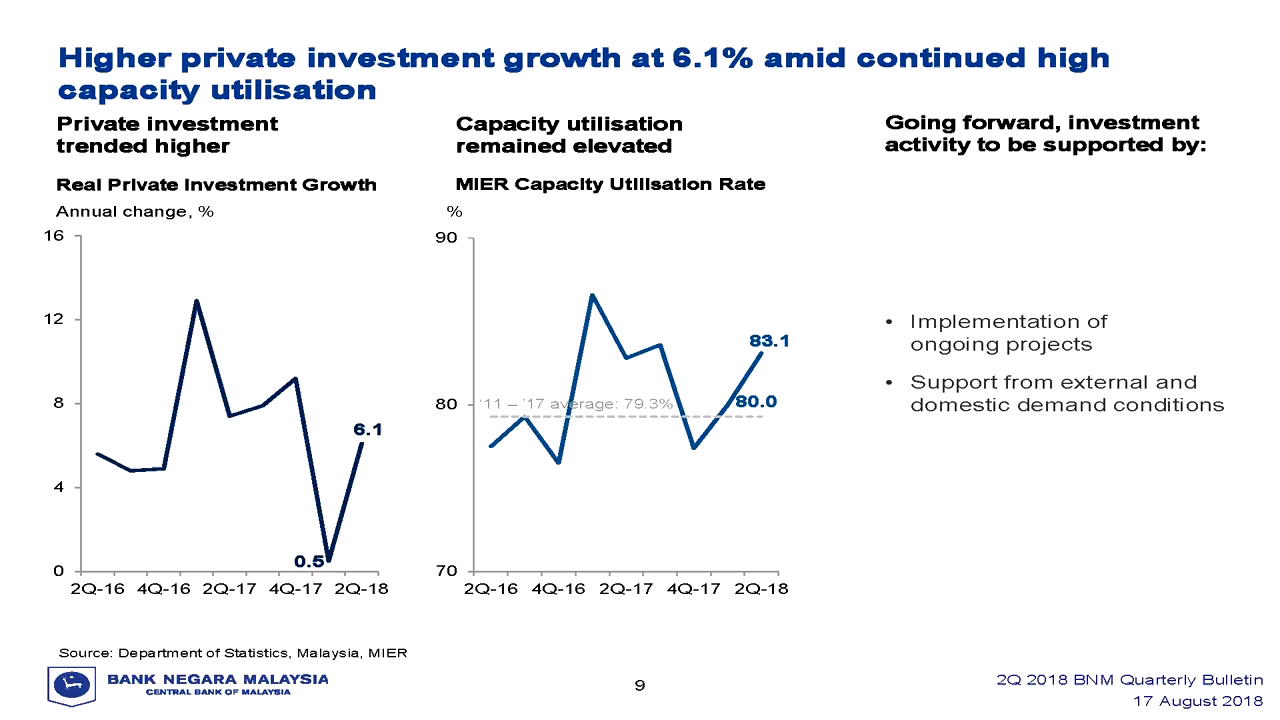 Higher private investment growth at 6.1% amid continued high
capacity utilisation
Private investment
trended higher
Real Private Investment Growth
Annual change, %
16
12
8
4
0
6.1
0.5
2Q-16 4Q-16 2Q-17 4Q-17 2Q-18
Capacity utilisation
remained elevated
MIER Capacity Utilisation Rate
%
90
80
70
83.1
80.0
'11 – '17 average: 79.3%
2Q-16 4Q-16 2Q-17 4Q-17 2Q-18
Going forward, investment
activity to be supported by:
• Implementation of
ongoing projects
• Support from external and
domestic demand conditions
Source: Department of Statistics, Malaysia, MIER
BANK NEGARA MALAYSIA
CENTRAL BANK OF MALAYSIA
9
2Q 2018 BNM Quarterly Bulletin
17 August 2018